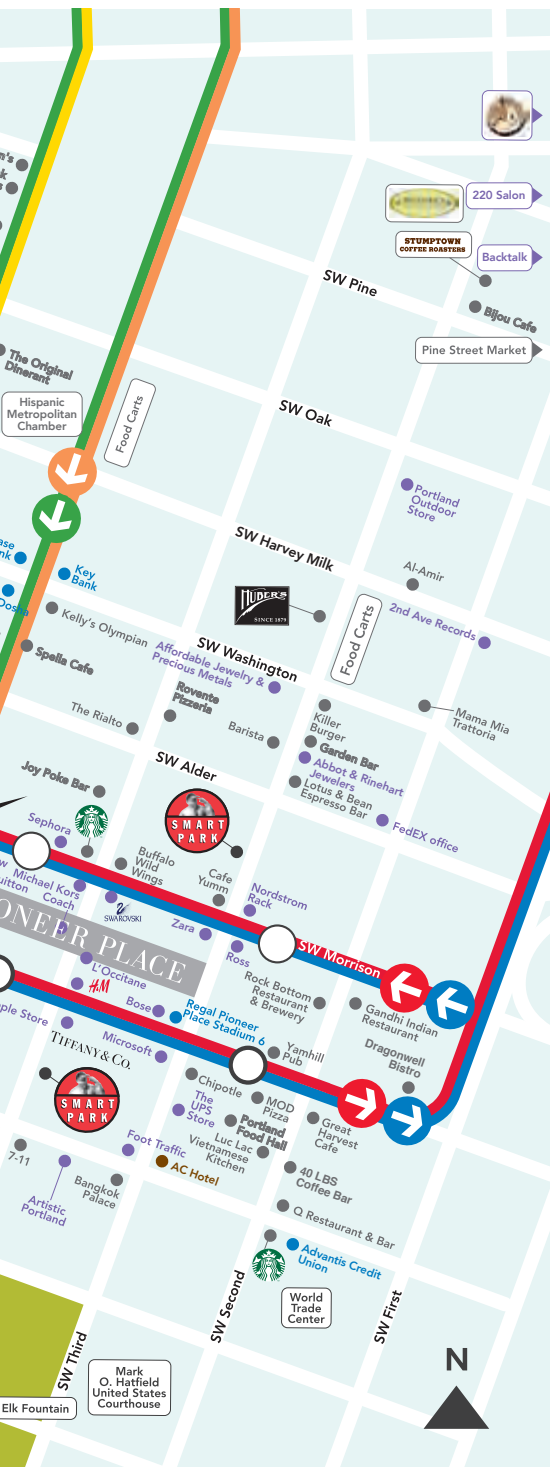 n's
k
s
220 Salon
STUMPTOWN
COFFEE ROASTERS
Backtalk
SW Pine
Bijou Cafe
Pine Street Market
The Original
Dinerant
Hispanic
Metropolitan
Chamber
Food Carts
SW Oak
Portland
Outdoor
Store
SW Harvey Milk
ase
nk
Key
Bank
Al-Amir
Dosha
HUBER'S
SINCE 1879
Kelly's Olympian
Food Carts
2nd Ave Records
SW Washington
Affordable Jewelry &
Precious Metals
Spella Cafe
Rovente
Pizzeria
The Rialto
Barista
Killer
Burger
Mama Mia
Trattoria
Garden Bar
Abbot & Rinehart
Jewelers
Lotus & Bean
Espresso Bar
SW Alder
Joy Poke Bar
FedEX office
Sephora
SMART
PARK
Buffalo
Wild
Wings
Cafe
Yumm
w
uitton
Michael Kors
Coach
SWAROVSKI
Nordstrom
Rack
Zara
ONEER PLACE
Ross
SW Morrison
L'Occitane
H&M
Rock Bottom
Restaurant
& Brewery
Gandhi Indian
Restaurant
Bose
Regal Pioneer
Place Stadium 6
ple Store
TIFFANY & CO.
Microsoft
Yamhill
Pub
Dragonwell
Bistro
SMART
PARK
Chipotle
The
UPS
Store
MOD
Pizza
Portland
Food Hall
Great
Harvest
Cafe
Luc Lac
Vietnamese
Kitchen
Foot Traffic
7-11
AC Hotel
Artistic
Portland
Bangkok
Palace
40 LBS
Coffee Bar
Q Restaurant & Bar
Advantis Credit
Union
World
Trade
Center
SW Second
SW First
SW Third
N
Mark
O. Hatfield
United States
Courthouse
Elk Fountain